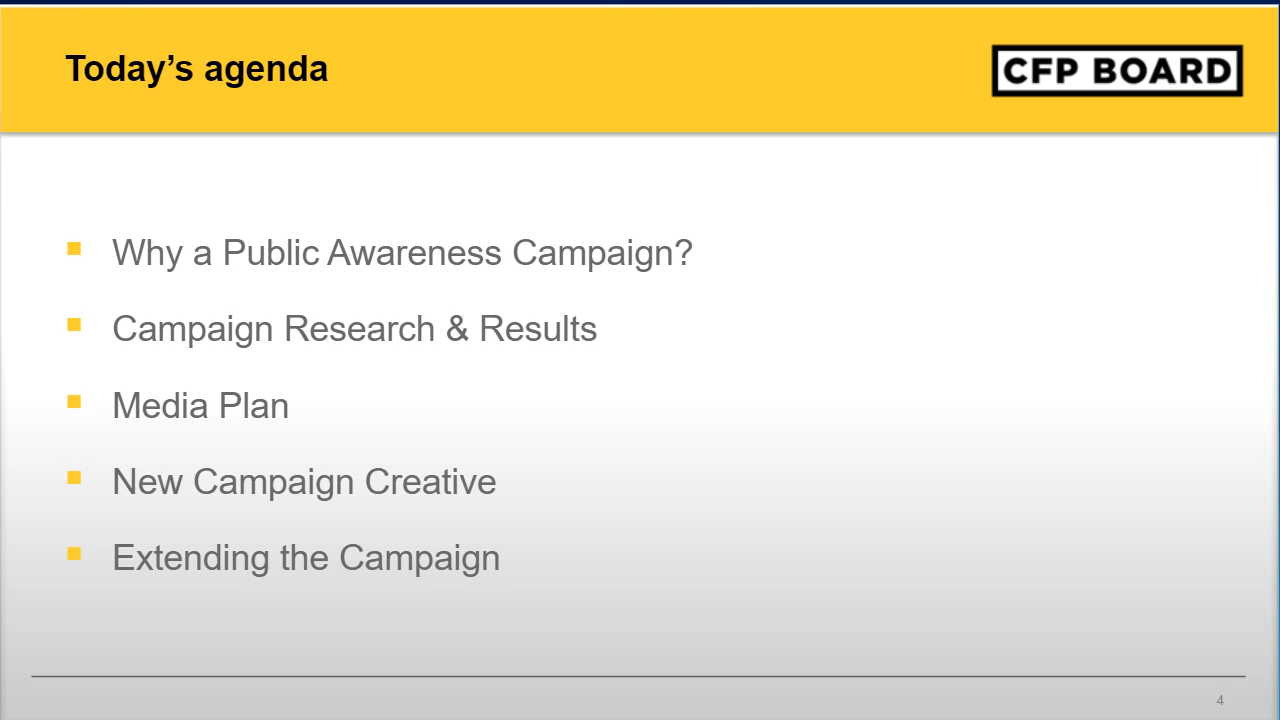 Today’s agenda
CFP BOARD
Why a Public Awareness Campaign?
Campaign Research & Results
Media Plan
New Campaign Creative
Extending the Campaign
4